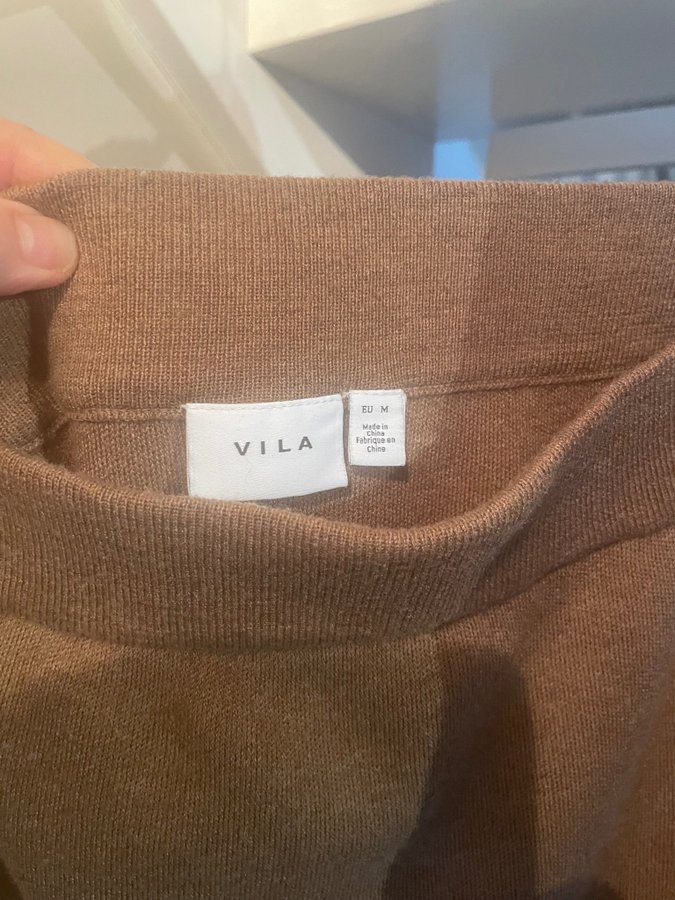 VILA
EU M
Made in
China
Fabrique en
Chine